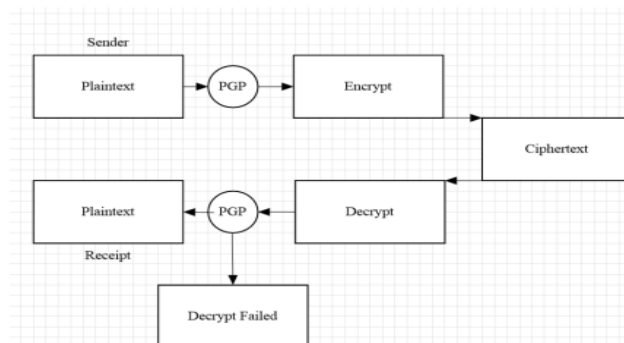 Sender
Plaintext
PGP
Encrypt
Ciphertext
Plaintext
PGP
Decrypt
Receipt
Decrypt Failed